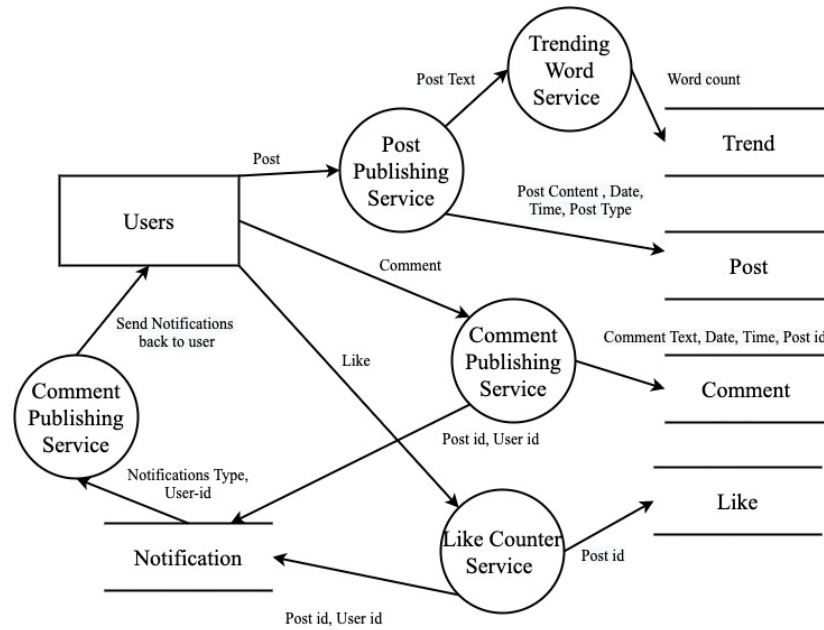 Trending
Word
Service
Post Text
Word count
Post
Publishing
Service
Trend
Post
Post Content , Date,
Time, Post Type
Users
Post
Comment
Send Notifications
back to user
Comment
Publishing
Service
Comment Text, Date, Time, Post id
Like
Comment
Comment
Publishing
Service
Post id, User id
Notifications Type,
User-id
Like
Like Counter
Service
Notification
Post id
Post id, User id